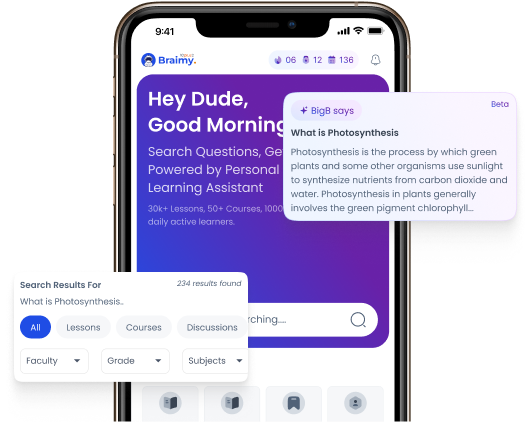 9:41
Braimy.
06 12 136
Hey Dude,
Good Morning
Search Questions, Ge
Powered by Personal
Learning Assistant
30k+ Lessons, 50+ Courses, 1000
daily active learners.
BigB says
Beta
What is Photosynthesis
Photosynthesis is the process by which green
plants and some other organisms use sunlight
to synthesize nutrients from carbon dioxide and
water. Photosynthesis in plants generally
involves the green pigment chlorophyll...
Search Results For
234 results found
What is Photosynthesis..
All Lessons Courses Discussions
Faculty Grade Subjects
rching....